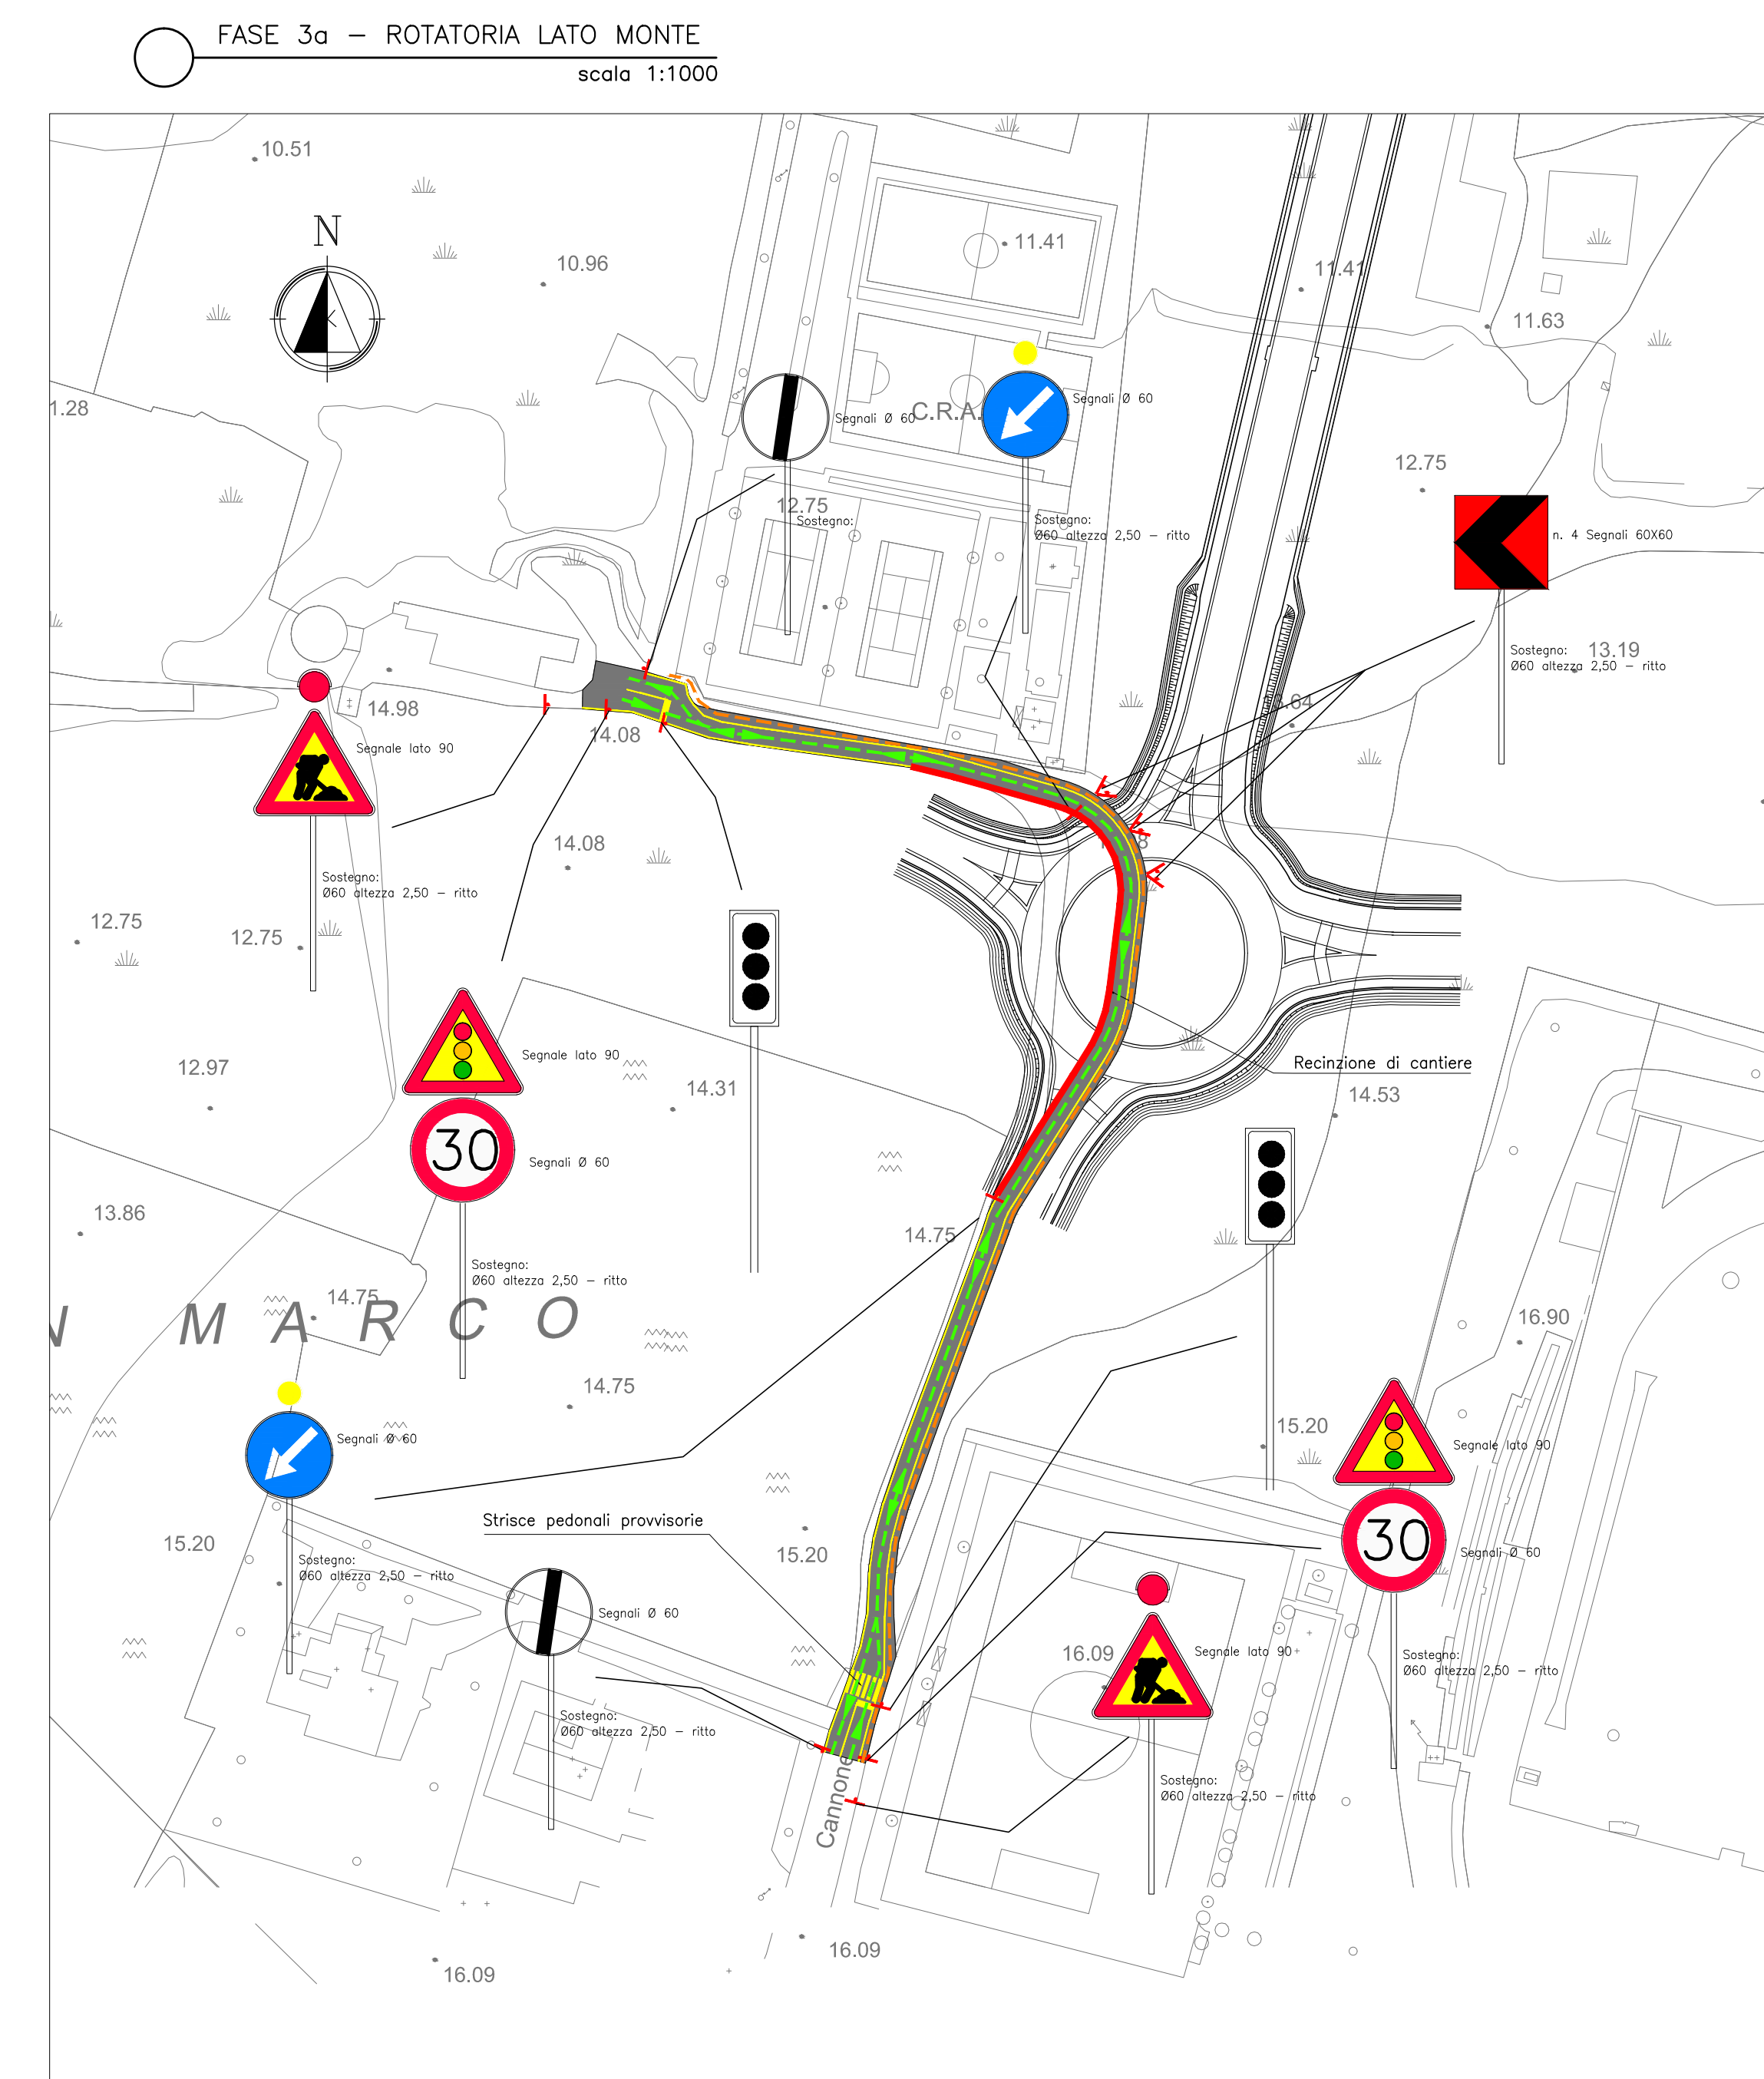 FASE 3a – ROTATORIA LATO MONTE
scala 1:1000
10.51
N
11.41
10.96
11.41
11.63
1.28
Segnali Ø 60
C.R.A.
Segnali Ø 60
12.75
12.75
Sostegno:
Sostegno:
Ø60 altezza 2,50 – ritto
n. 4 Segnali 60X60
Sostegno:
Ø60 altezza 2,50 – ritto
13.19
14.98
14.08
Segnale lato 90
14.08
Sostegno:
Ø60 altezza 2,50 – ritto
12.75
12.75
Segnale lato 90
Recinzione di cantiere
12.97
14.31
14.53
30
Segnali Ø 60
13.86
14.75
Sostegno:
Ø60 altezza 2,50 – ritto
14.75
N MARCO
16.90
14.75
15.20
Segnali Ø 60
Segnale lato 90
Strisce pedonali provvisorie
15.20
15.20
30
Segnali Ø 60
Sostegno:
Ø60 altezza 2,50 – ritto
Segnali Ø 60
16.09
Segnale lato 90
Sostegno:
Ø60 altezza 2,50 – ritto
Sostegno:
Ø60 altezza 2,50 – ritto
Sostegno:
Ø60 altezza 2,50 – ritto
Cannone
16.09
16.09